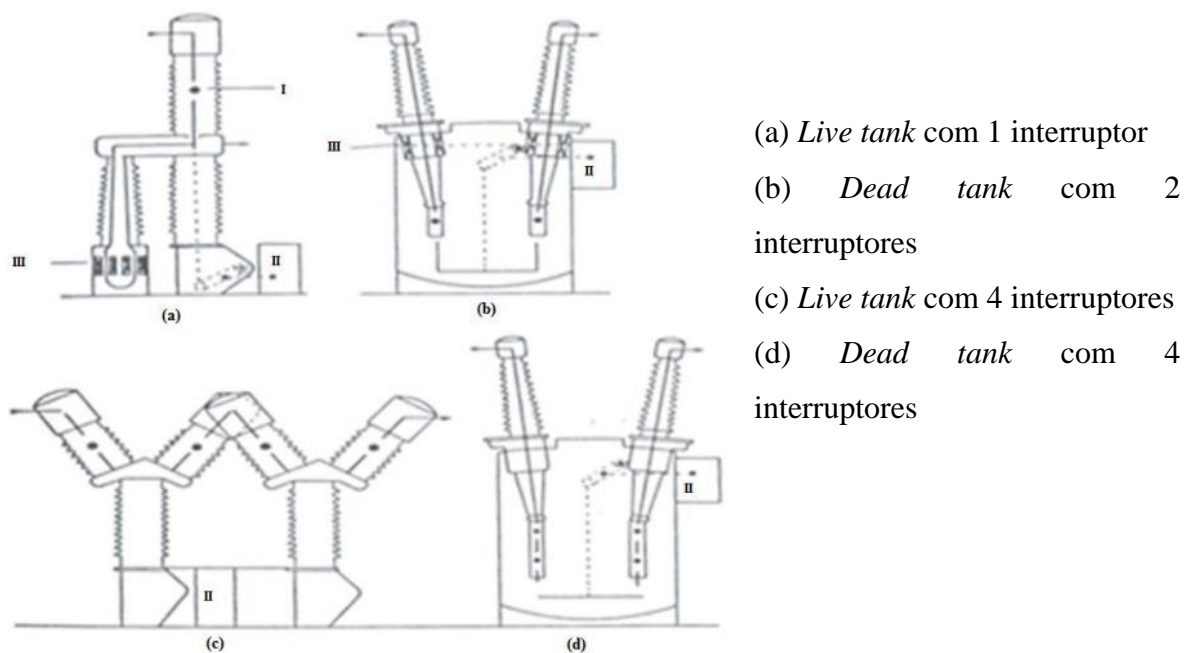 I
III
II
(a)
III
II
(b)
(a) Live tank com 1 interruptor
(b) Dead tank com 2
interruptores
(c) Live tank com 4 interruptores
(d) Dead tank com 4
interruptores
II
(c)
II
(d)